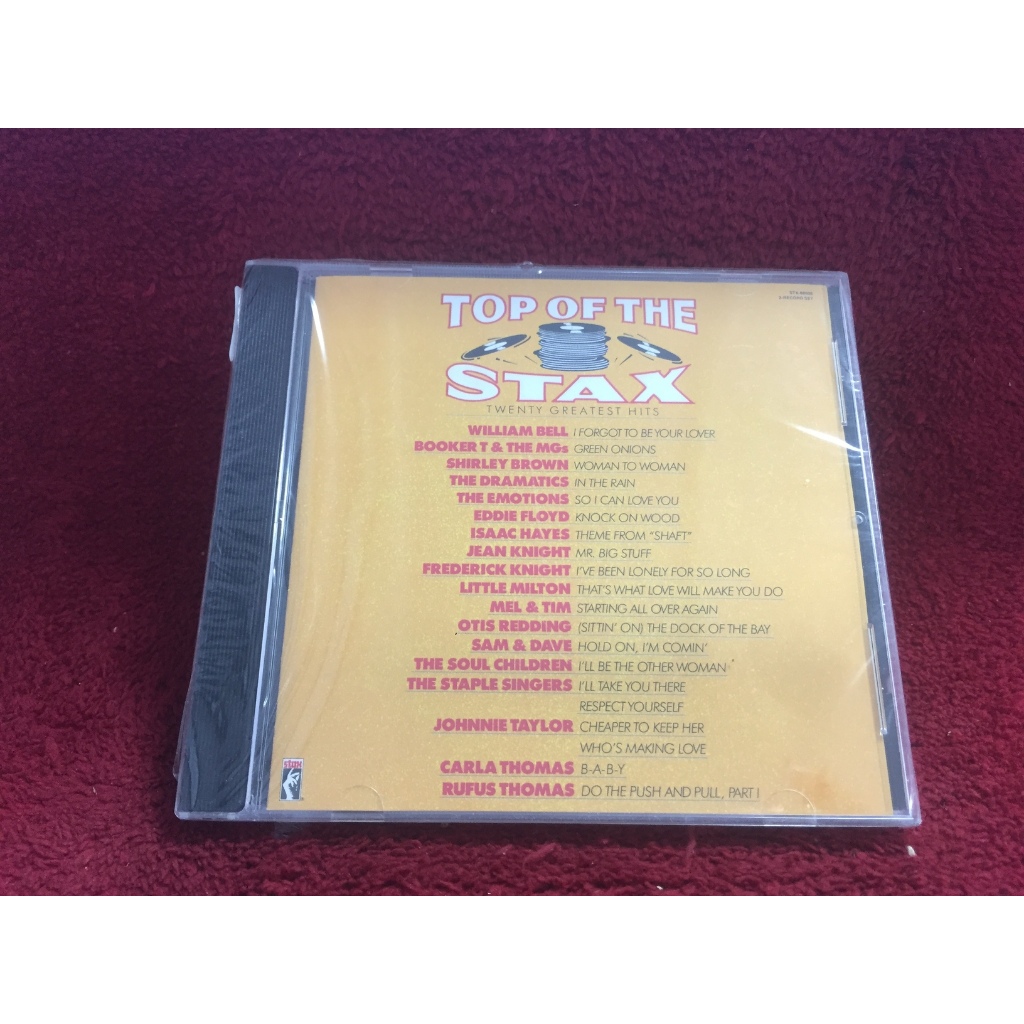 TOP OF THE
STAX
TWENTY GREATEST HITS
WILLIAM BELL I FORGOT TO BE YOUR LOVER
BOOKER T & THE MGs GREEN ONIONS
SHIRLEY BROWN WOMAN TO WOMAN
THE DRAMATICS IN THE RAIN
THE EMOTIONS SO I CAN LOVE YOU
EDDIE FLOYD KNOCK ON WOOD
ISAAC HAYES THEME FROM "SHAFT"
JEAN KNIGHT MR. BIG STUFF
FREDERICK KNIGHT I'VE BEEN LONELY FOR SO LONG
LITTLE MILTON THAT'S WHAT LOVE WILL MAKE YOU DO
MEL & TIM STARTING ALL OVER AGAIN
OTIS REDDING (SITTIN' ON) THE DOCK OF THE BAY
SAM & DAVE HOLD ON, I'M COMIN'
THE SOUL CHILDREN I'LL BE THE OTHER WOMAN
THE STAPLE SINGERS I'LL TAKE YOU THERE
RESPECT YOURSELF
JOHNNIE TAYLOR CHEAPER TO KEEP HER
WHO'S MAKING LOVE
CARLA THOMAS B-A-B-Y
RUFUS THOMAS DO THE PUSH AND PULL, PART I
stax